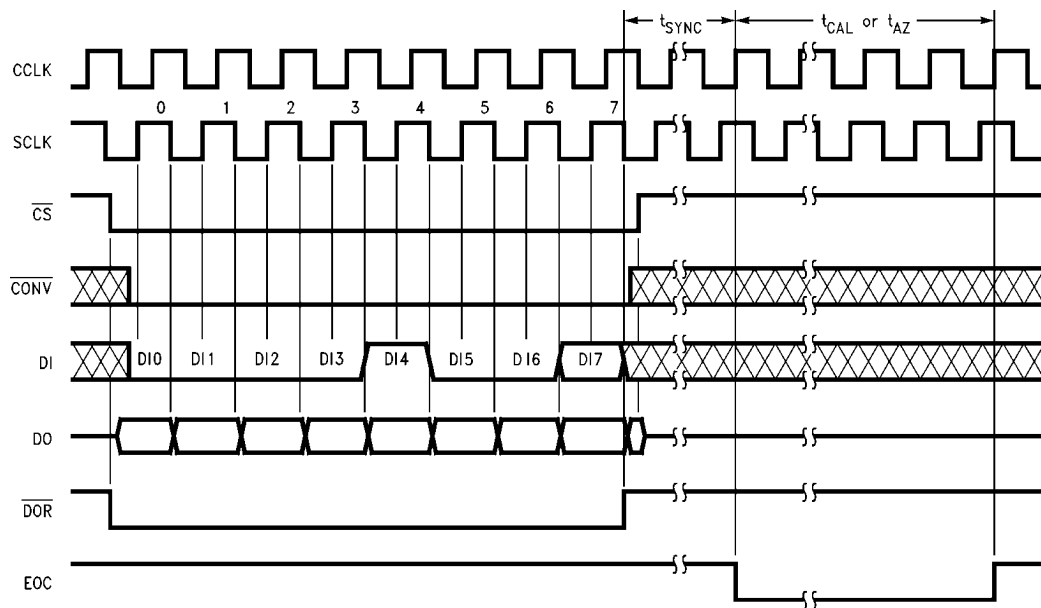 tSYNC
tCAL or tAZ
CCLK
0 1 2 3 4 5 6 7
SCLK
CS
CONV
DI
DI0 DI1 DI2 DI3 DI4 DI5 DI6 DI7
DO
DOR
EOC